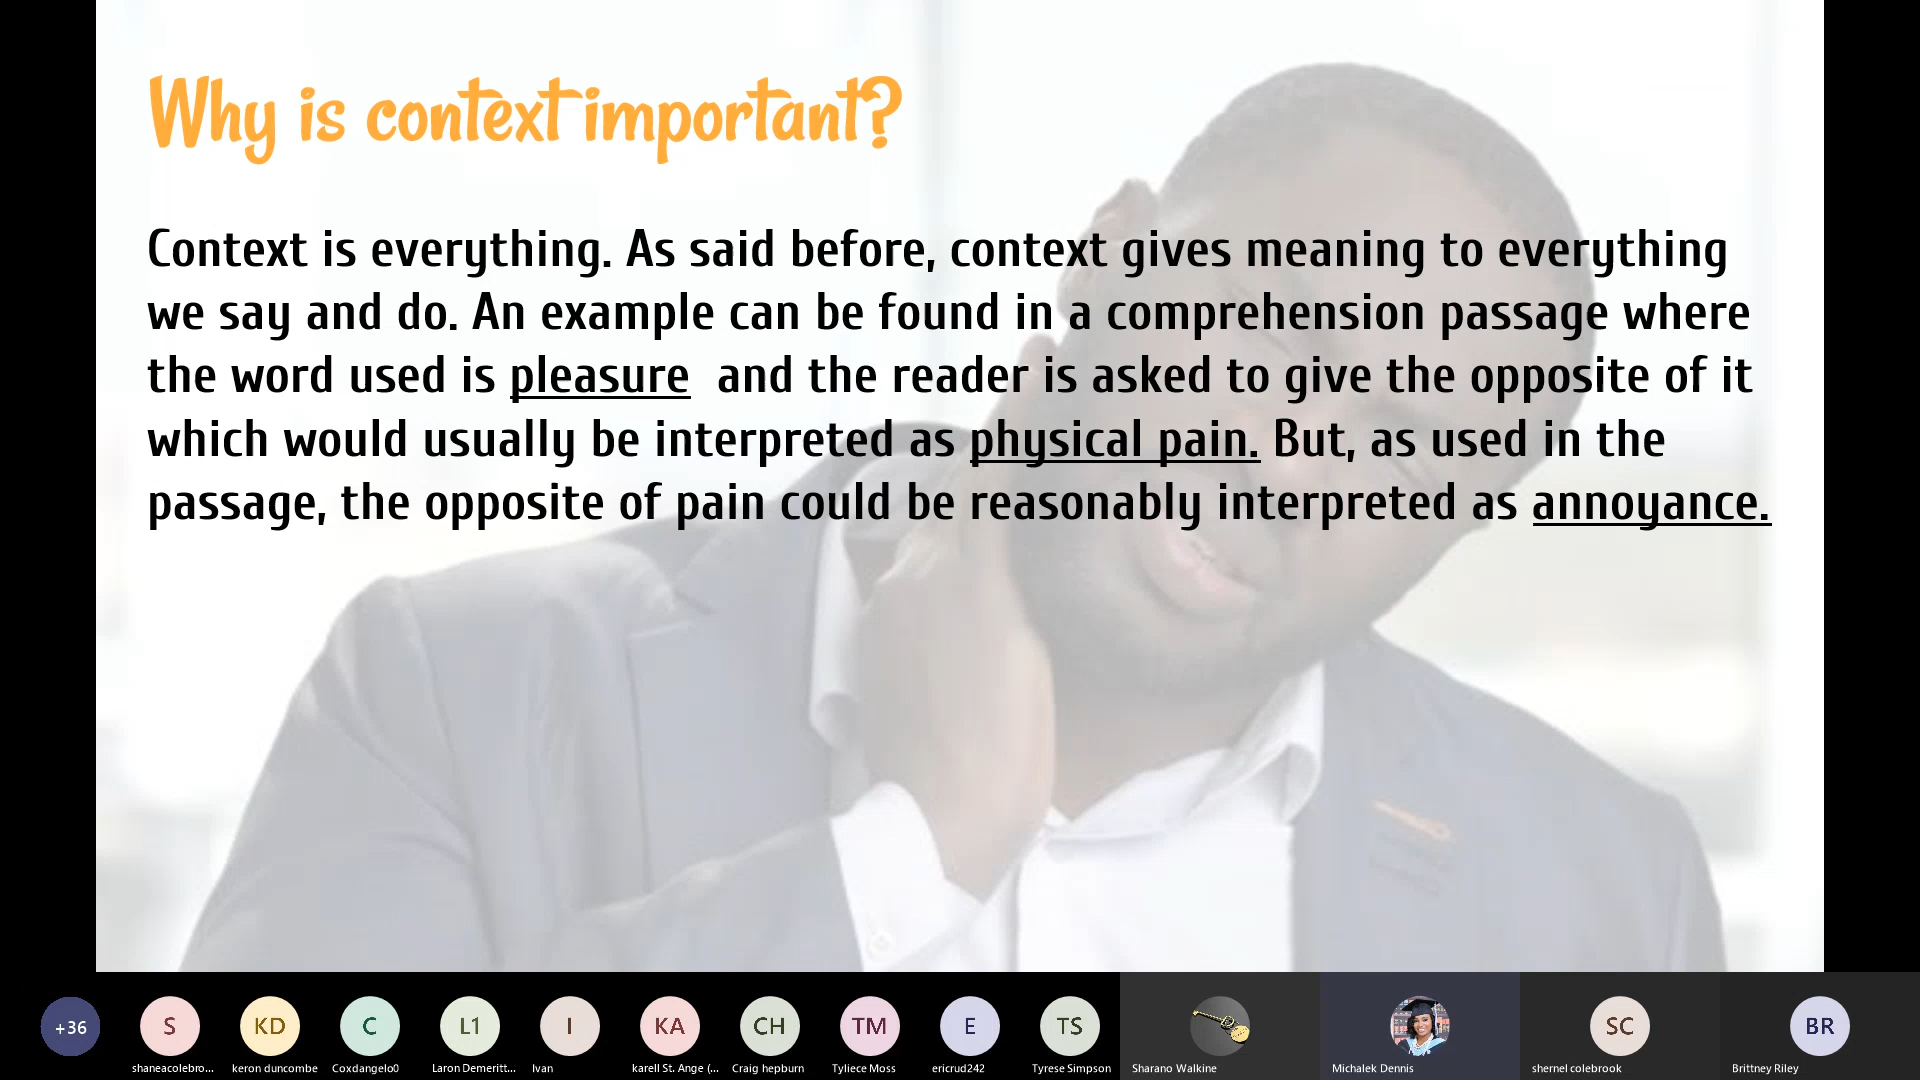 Why is context important?
Context is everything. As said before, context gives meaning to everything
we say and do. An example can be found in a comprehension passage where
the word used is pleasure and the reader is asked to give the opposite of it
which would usually be interpreted as physical pain. But, as used in the
passage, the opposite of pain could be reasonably interpreted as annoyance.
+36 S KD C L1 I KA CH TM E TS SC BR
shaneacolebro... keron duncombe Coxdangelo0 Laron Demeritt... Ivan karell St. Ange (... Craig hepburn Tyliece Moss ericrud242 Tyrese Simpson Sharano Walkine Michalek Dennis shernel colebrook Brittney Riley